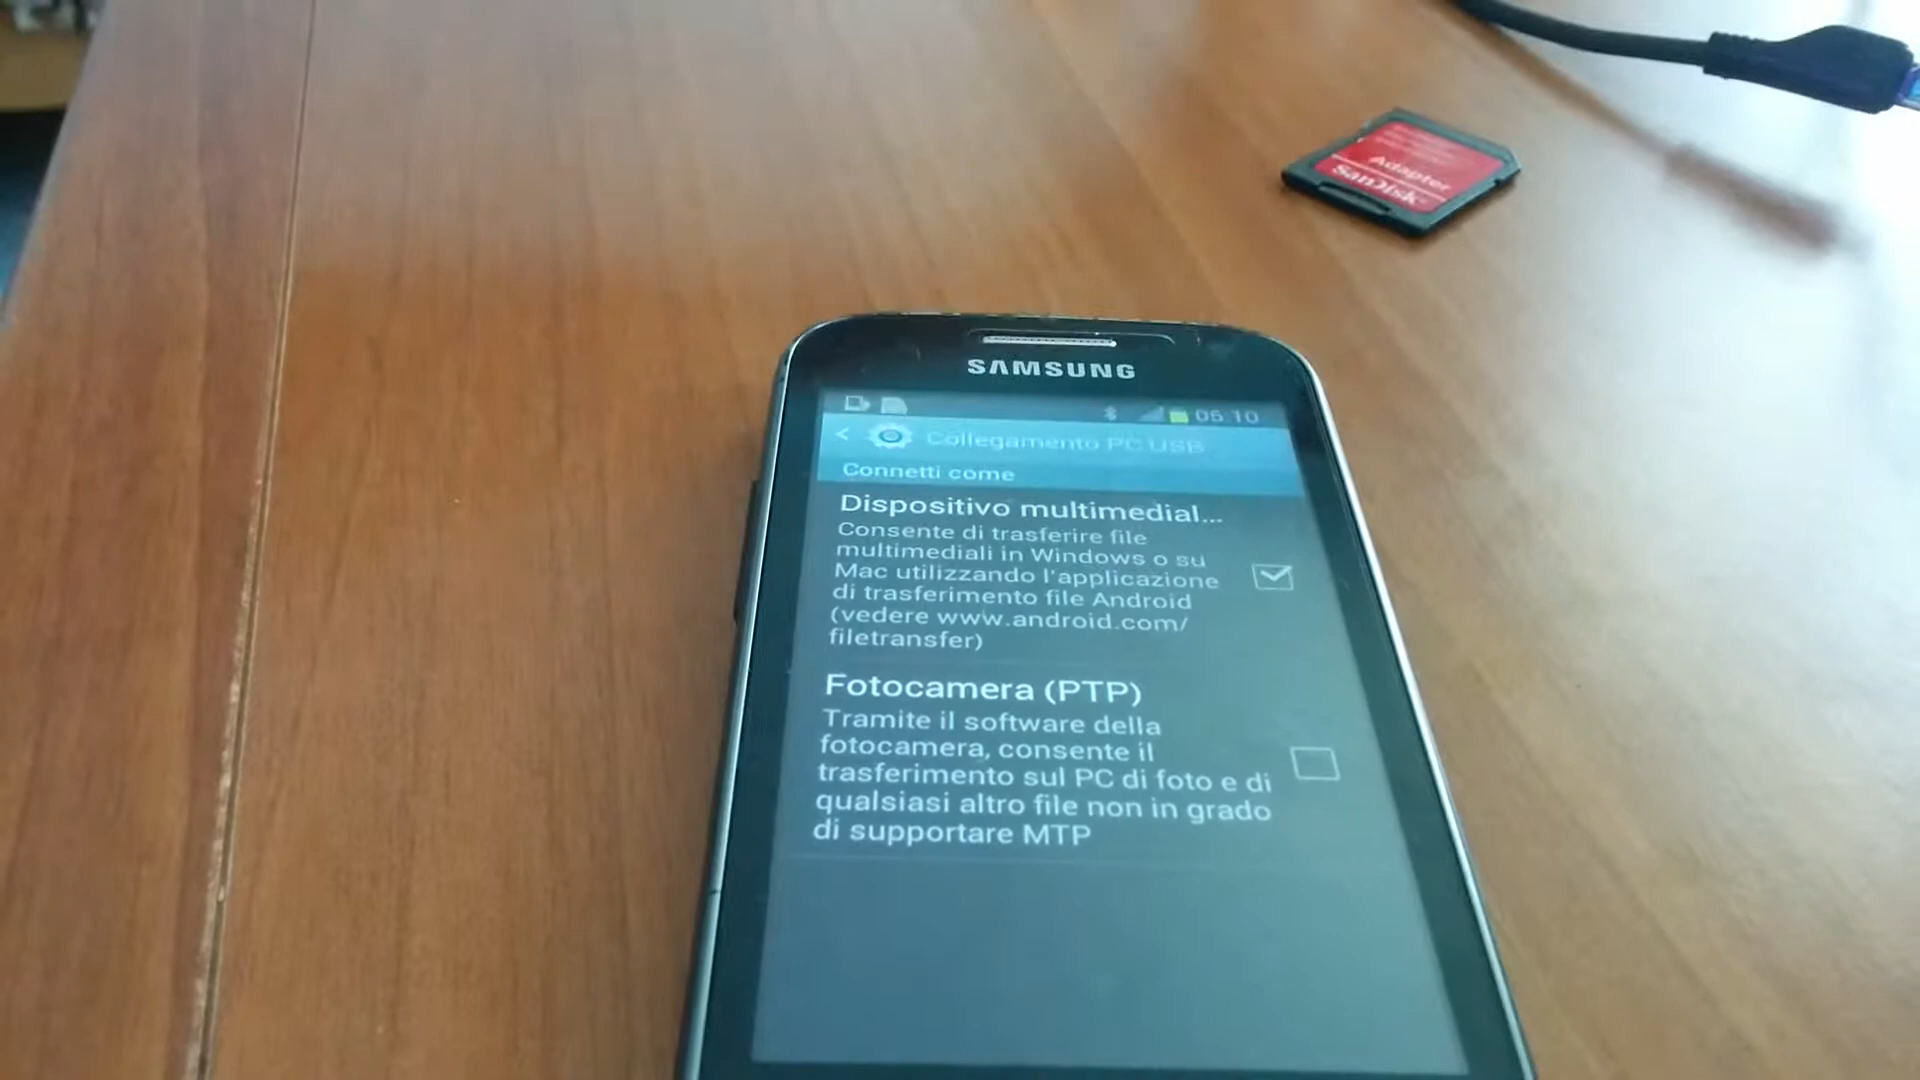 Adapter
SanDisk
SAMSUNG
05:10
Collegamento PC USB
Connetti come
Dispositivo multimedial...
Consente di trasferire file
multimediali in Windows o su
Mac utilizzando l'applicazione
di trasferimento file Android
(vedere www.android.com/
filetransfer)
Fotocamera (PTP)
Tramite il software della
fotocamera, consente il
trasferimento sul PC di foto e di
qualsiasi altro file non in grado
di supportare MTP